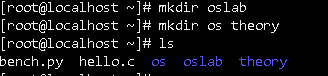 [root@localhost ~]# mkdir oslab
[root@localhost ~]# mkdir os theory
[root@localhost ~]# ls
bench.py hello.c os oslab theory